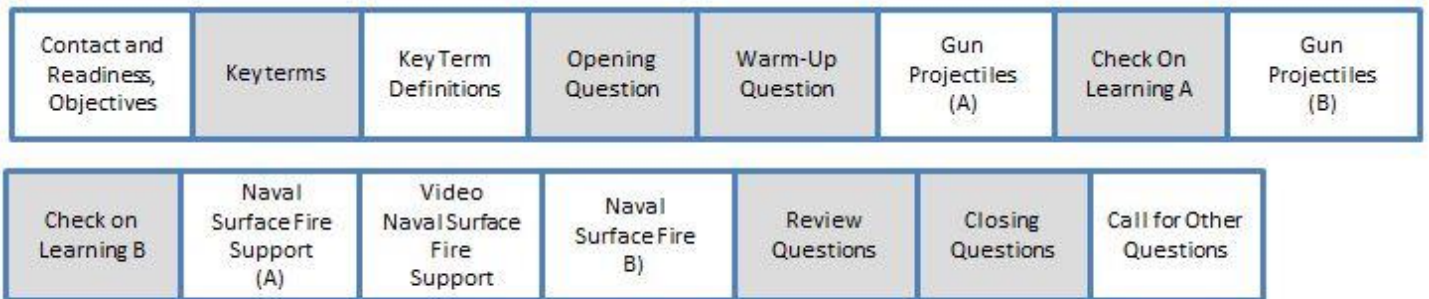 Contact and
Readiness,
Objectives
Key terms
Key Term
Definitions
Opening
Question
Warm-Up
Question
Gun
Projectiles
(A)
Check On
Learning A
Gun
Projectiles
(B)
Check on
Learning B
Naval
Surface Fire
Support
(A)
Video
Naval Surface
Fire
Support
Naval
Surface Fire
B)
Review
Questions
Closing
Questions
Call for Other
Questions